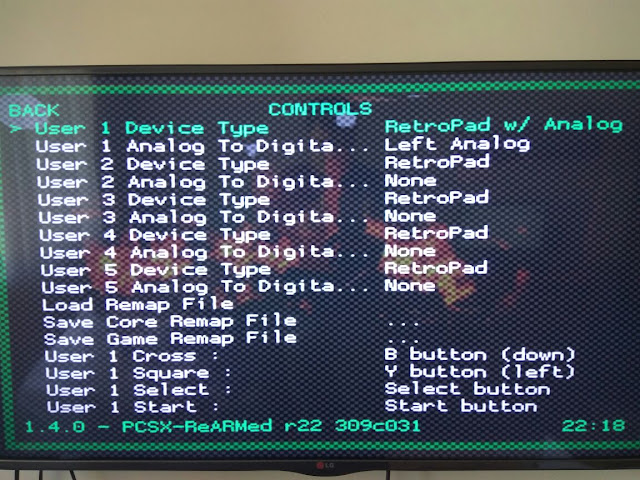 BACK CONTROLS
> User 1 Device Type RetroPad w/ Analog
User 1 Analog To Digita... Left Analog
User 2 Device Type RetroPad
User 2 Analog To Digita... None
User 3 Device Type RetroPad
User 3 Analog To Digita... None
User 4 Device Type RetroPad
User 4 Analog To Digita... None
User 5 Device Type RetroPad
User 5 Analog To Digita... None
Load Remap File
Save Core Remap File ...
Save Game Remap File ...
User 1 Cross : B button (down)
User 1 Square : Y button (left)
User 1 Select : Select button
User 1 Start : Start button
1.4.0 - PCSX-ReARMed r22 309c031 22:18
LG